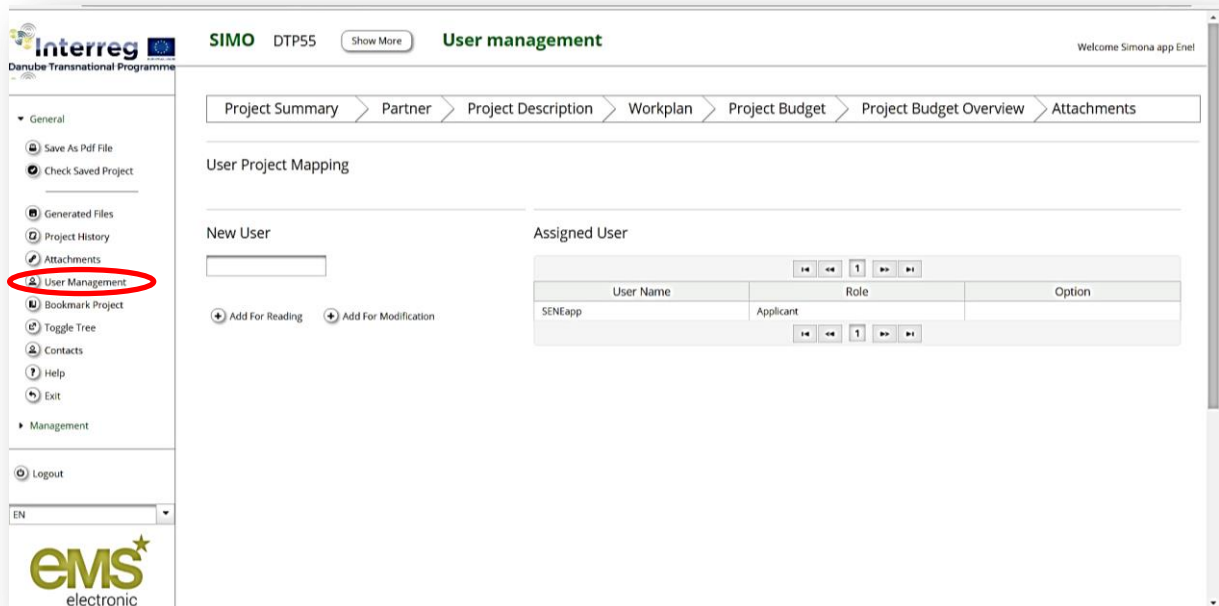 Interreg
Danube Transnational Programme
SIMO DTP55 Show More User management
Welcome Simona app Enel
Project Summary Partner Project Description Workplan Project Budget Project Budget Overview Attachments
General
Save As Pdf File
Check Saved Project
Generated Files
Project History
Attachments
User Management
Bookmark Project
Toggle Tree
Contacts
Help
Exit
Management
Logout
EN
eMS
electronic
User Project Mapping
New User
Add For Reading Add For Modification
Assigned User
1
User Name Role Option
SENEapp Applicant
1